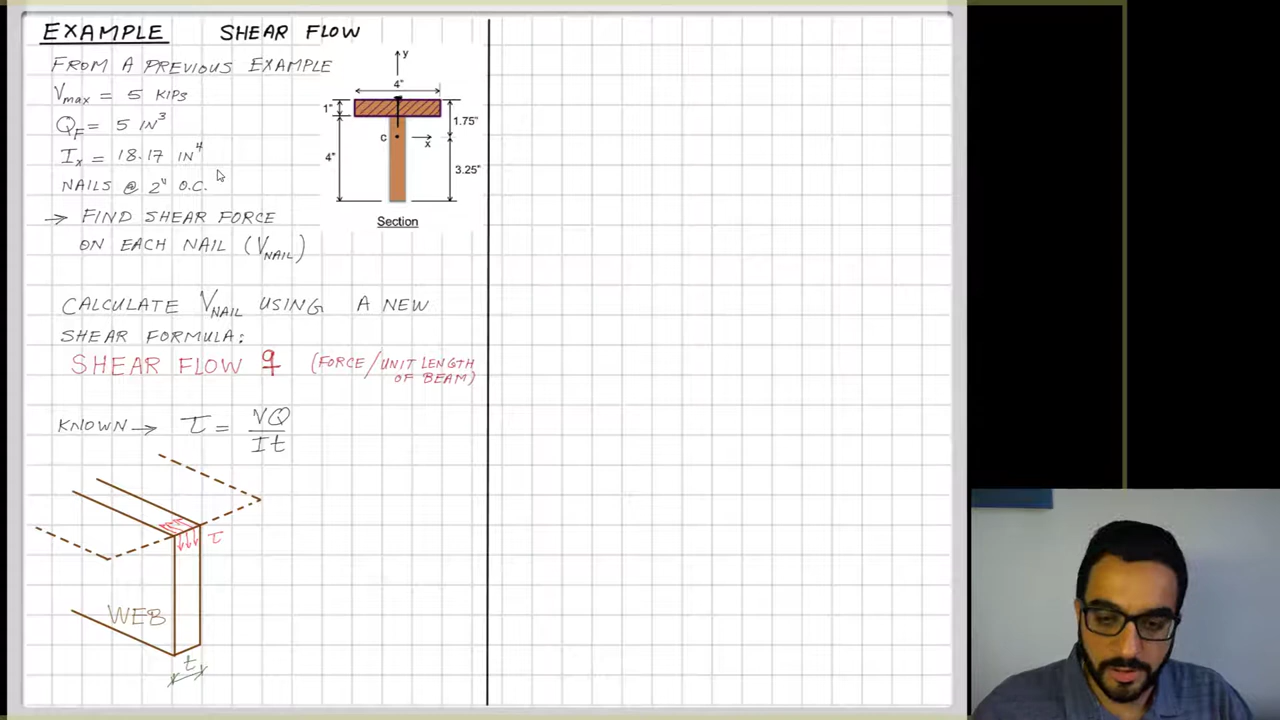 EXAMPLE SHEAR FLOW
FROM A PREVIOUS EXAMPLE
Vmax = 5 KIPS
QF = 5 IN³
Ix = 18.17 IN⁴
NAILS @ 2" O.C.
→ FIND SHEAR FORCE
ON EACH NAIL (VNAIL)
y
4"
1"
1.75"
c
x
4"
3.25"
Section
CALCULATE VNAIL USING A NEW
SHEAR FORMULA:
SHEAR FLOW q (FORCE/UNIT LENGTH
OF BEAM)
KNOWN → τ = VQ
It
τ
WEB
t